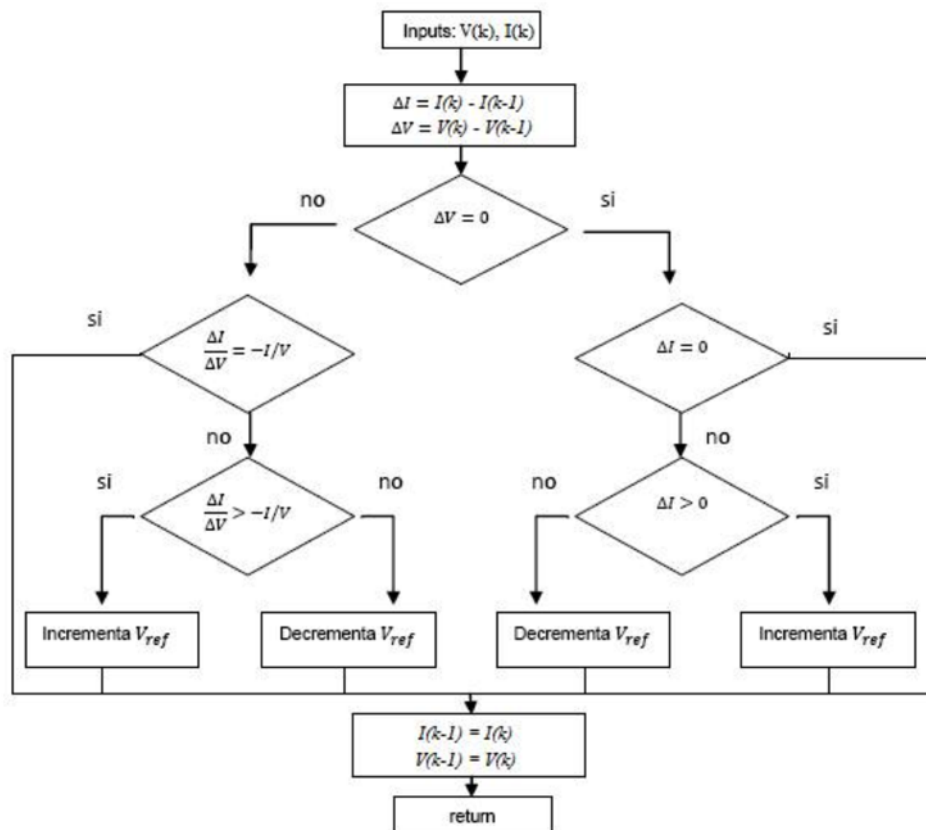 Inputs: V(k), I(k)
ΔI = I(k) - I(k-1)
ΔV = V(k) - V(k-1)
no
ΔV = 0
si
si
ΔI/ΔV = -I/V
ΔI = 0
si
no
no
si
ΔI/ΔV > -I/V
no
no
ΔI > 0
si
Incrementa V_ref
Decrementa V_ref
Decrementa V_ref
Incrementa V_ref
I(k-1) = I(k)
V(k-1) = V(k)
return